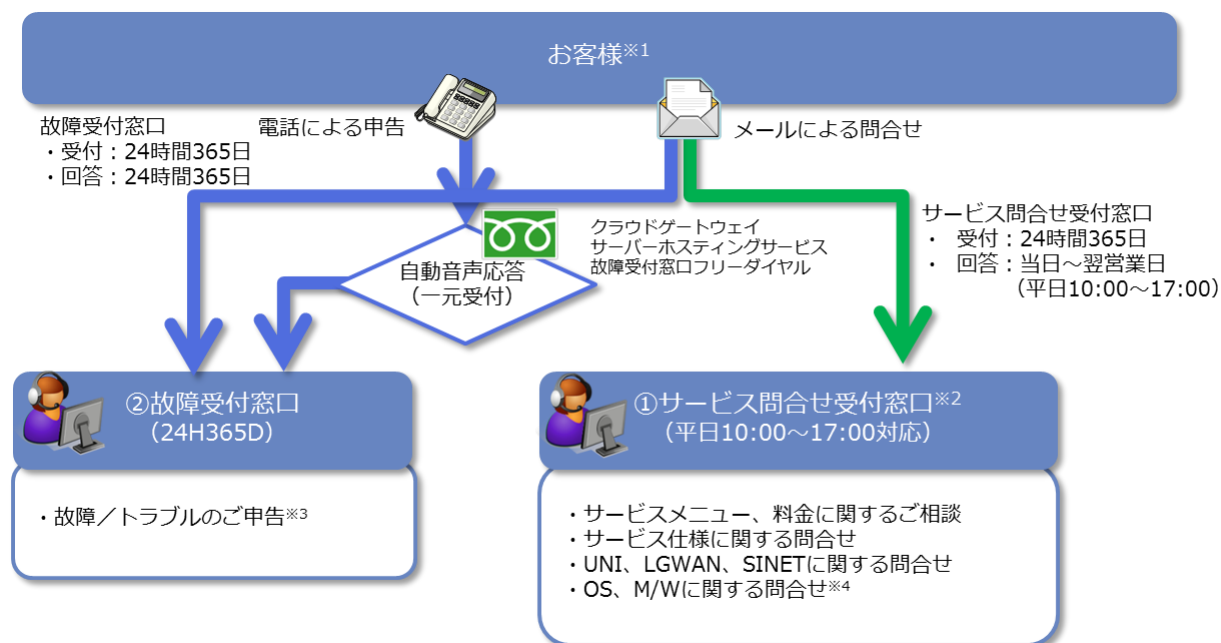 お客様※1
故障受付窓口
・受付：24時間365日
・回答：24時間365日
電話による申告
メールによる問合せ
サービス問合せ受付窓口
・ 受付：24時間365日
・ 回答：当日～翌営業日
（平日10:00～17:00）
クラウドゲートウェイ
サーバーホスティングサービス
故障受付窓口フリーダイヤル
自動音声応答
（一元受付）
②故障受付窓口
（24H365D）
・故障／トラブルのご申告※3
①サービス問合せ受付窓口※2
（平日10:00～17:00対応）
・サービスメニュー、料金に関するご相談
・サービス仕様に関する問合せ
・UNI、LGWAN、SINETに関する問合せ
・OS、M/Wに関する問合せ※4